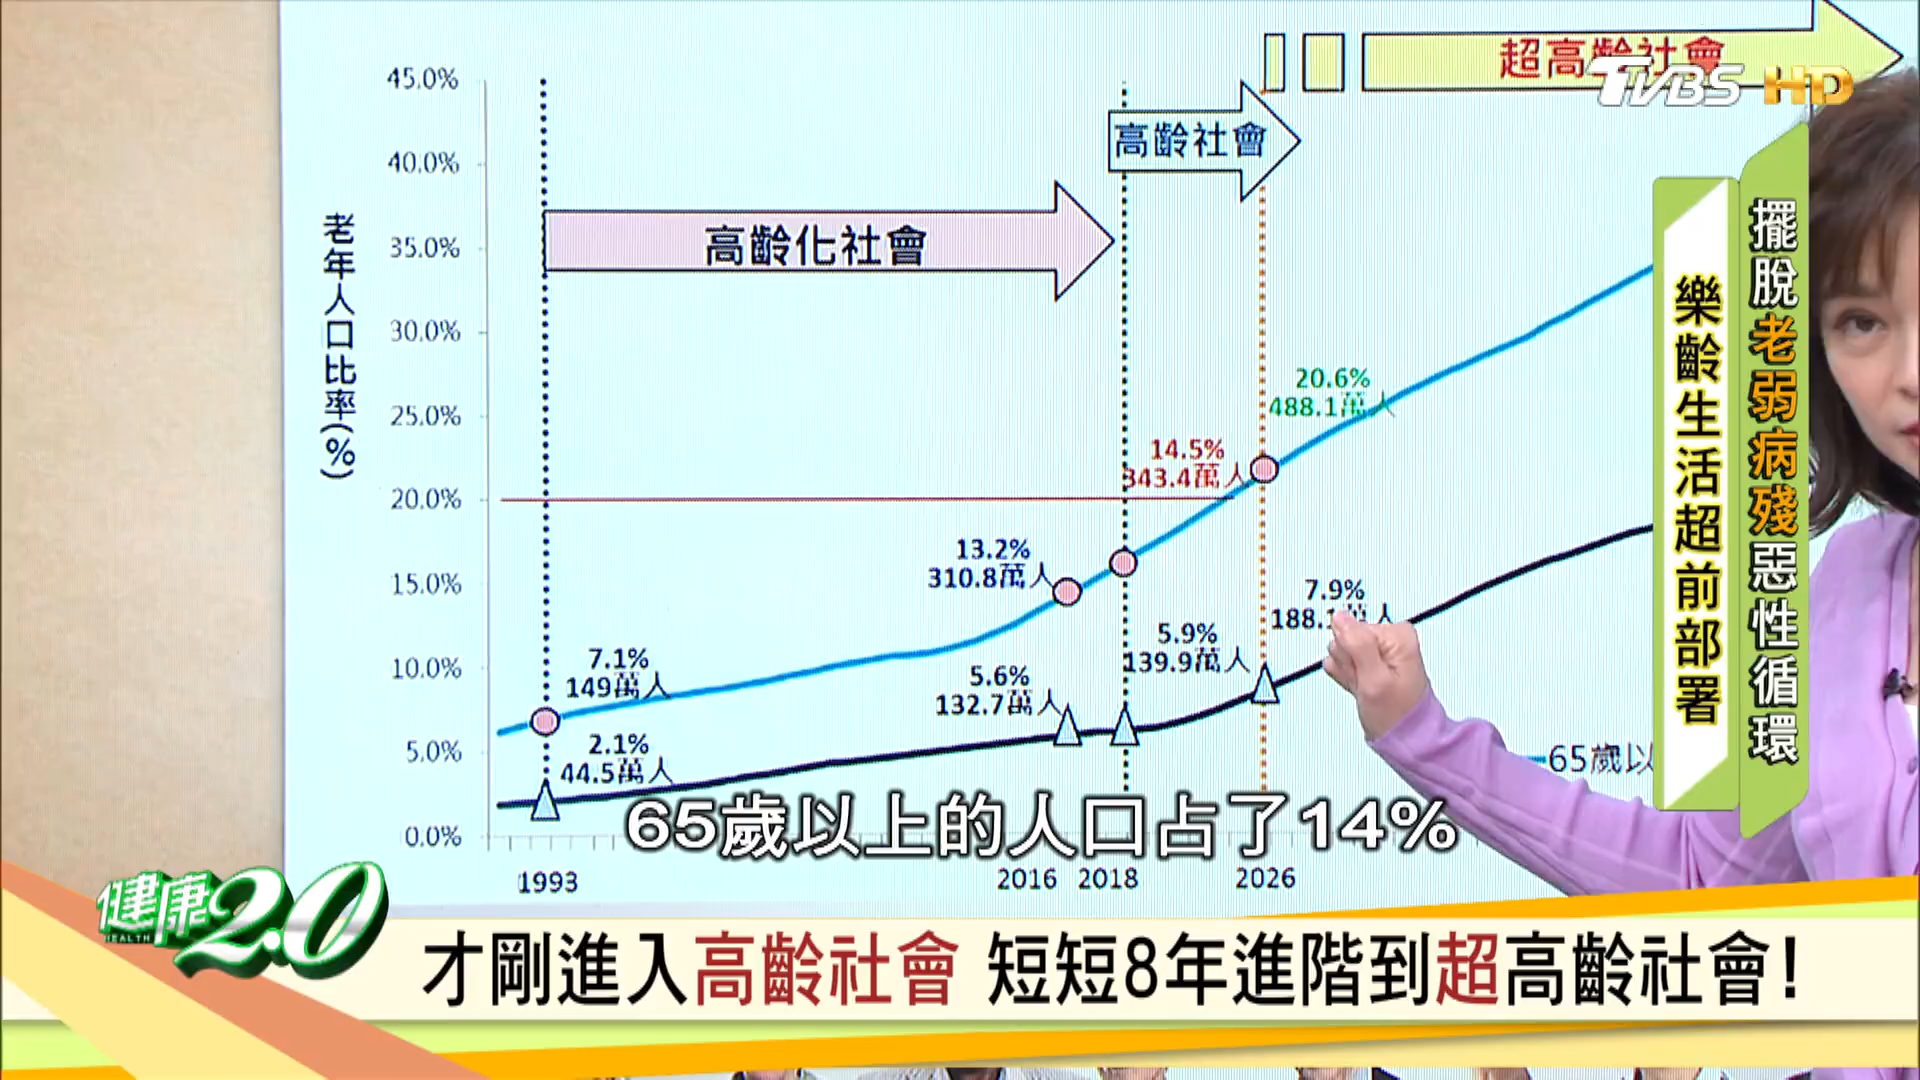 超高齡社會
TVBS HD
45.0%
高齡社會
40.0%
高齡化社會
35.0%
老年人口比率)(%)
30.0%
25.0%
20.0%
15.0%
10.0%
5.0%
0.0%
20.6%
488.1萬人
14.5%
343.4萬人
13.2%
310.8萬人
7.1%
149萬人
7.9%
188.1萬人
5.9%
139.9萬人
5.6%
132.7萬人
2.1%
44.5萬人
65歲以
1993
2016
2018
2026
擺脫老弱病殘惡性循環
樂齡生活超前部署
65歲以上的人口占了14%
健康2.0
HEALTH
才剛進入高齡社會 短短8年進階到超高齡社會!